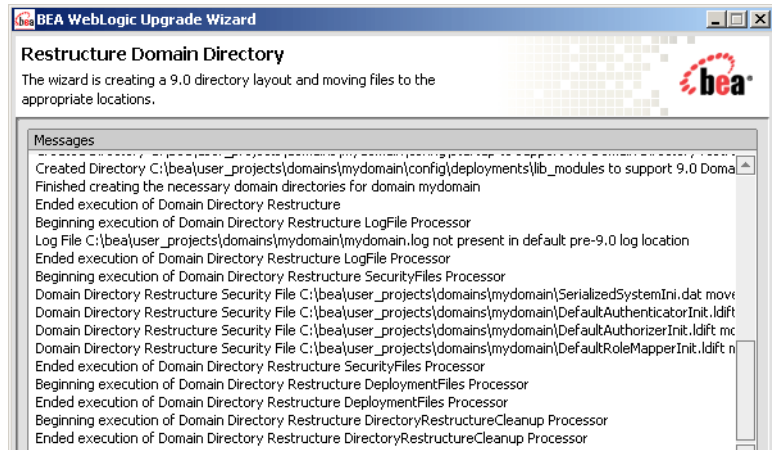 BEA WebLogic Upgrade Wizard
Restructure Domain Directory
The wizard is creating a 9.0 directory layout and moving files to the
appropriate locations.
bea
Messages
Created Directory C:\bea\user_projects\domains\mydomain\config\deployments\lib_modules to support 9.0 Doma
Finished creating the necessary domain directories for domain mydomain
Ended execution of Domain Directory Restructure
Beginning execution of Domain Directory Restructure LogFile Processor
Log File C:\bea\user_projects\domains\mydomain\mydomain.log not present in default pre-9.0 log location
Ended execution of Domain Directory Restructure LogFile Processor
Beginning execution of Domain Directory Restructure SecurityFiles Processor
Domain Directory Restructure Security File C:\bea\user_projects\domains\mydomain\SerializedSystemIni.dat move
Domain Directory Restructure Security File C:\bea\user_projects\domains\mydomain\DefaultAuthenticatorInit.ldift
Domain Directory Restructure Security File C:\bea\user_projects\domains\mydomain\DefaultAuthorizerInit.ldift mo
Domain Directory Restructure Security File C:\bea\user_projects\domains\mydomain\DefaultRoleMapperInit.ldift
Ended execution of Domain Directory Restructure SecurityFiles Processor
Beginning execution of Domain Directory Restructure DeploymentFiles Processor
Ended execution of Domain Directory Restructure DeploymentFiles Processor
Beginning execution of Domain Directory Restructure DirectoryRestructureCleanup Processor
Ended execution of Domain Directory Restructure DirectoryRestructureCleanup Processor